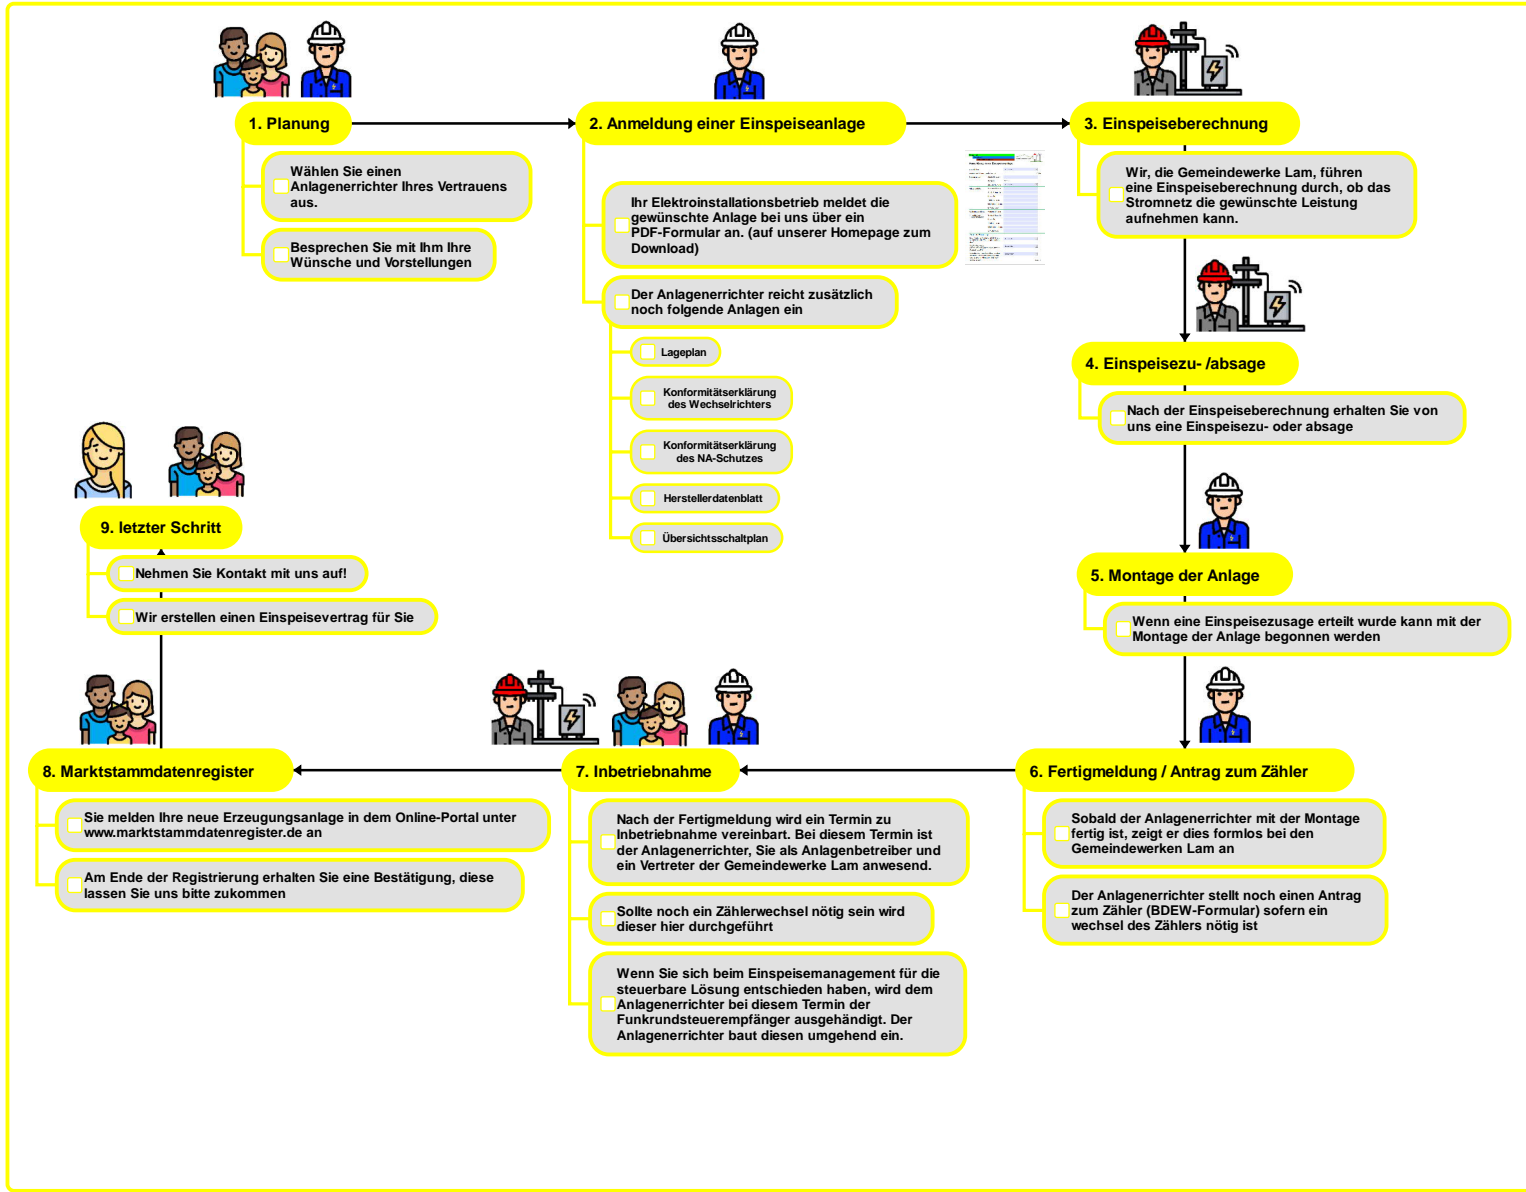 1. Planung
Wählen Sie einen
Anlagenerrichter Ihres Vertrauens
aus.
Besprechen Sie mit Ihm Ihre
Wünsche und Vorstellungen
2. Anmeldung einer Einspeiseanlage
Ihr Elektroinstallationsbetrieb meldet die
gewünschte Anlage bei uns über ein
PDF-Formular an. (auf unserer Homepage zum
Download)
Der Anlagenerrichter reicht zusätzlich
noch folgende Anlagen ein
Lageplan
Konformitätserklärung
des Wechselrichters
Konformitätserklärung
des NA-Schutzes
Herstellerdatenblatt
Übersichtsschaltplan
3. Einspeiseberechnung
Wir, die Gemeindewerke Lam, führen
eine Einspeiseberechnung durch, ob das
Stromnetz die gewünschte Leistung
aufnehmen kann.
4. Einspeisezu- /absage
Nach der Einspeiseberechnung erhalten Sie von
uns eine Einspeisezu- oder absage
5. Montage der Anlage
Wenn eine Einspeisezusage erteilt wurde kann mit der
Montage der Anlage begonnen werden
6. Fertigmeldung / Antrag zum Zähler
Sobald der Anlagenerrichter mit der Montage
fertig ist, zeigt er dies formlos bei den
Gemeindewerken Lam an
Der Anlagenerrichter stellt noch einen Antrag
zum Zähler (BDEW-Formular) sofern ein
wechsel des Zählers nötig ist
7. Inbetriebnahme
Nach der Fertigmeldung wird ein Termin zu
Inbetriebnahme vereinbart. Bei diesem Termin ist
der Anlagenerrichter, Sie als Anlagenbetreiber und
ein Vertreter der Gemeindewerke Lam anwesend.
Sollte noch ein Zählerwechsel nötig sein wird
dieser hier durchgeführt
Wenn Sie sich beim Einspeisemanagement für die
steuerbare Lösung entschieden haben, wird dem
Anlagenerrichter bei diesem Termin der
Funkrundsteuerempfänger ausgehändigt. Der
Anlagenerrichter baut diesen umgehend ein.
8. Marktstammdatenregister
Sie melden Ihre neue Erzeugungsanlage in dem Online-Portal unter
www.marktstammdatenregister.de an
Am Ende der Registrierung erhalten Sie eine Bestätigung, diese
lassen Sie uns bitte zukommen
9. letzter Schritt
Nehmen Sie Kontakt mit uns auf!
Wir erstellen einen Einspeisevertrag für Sie